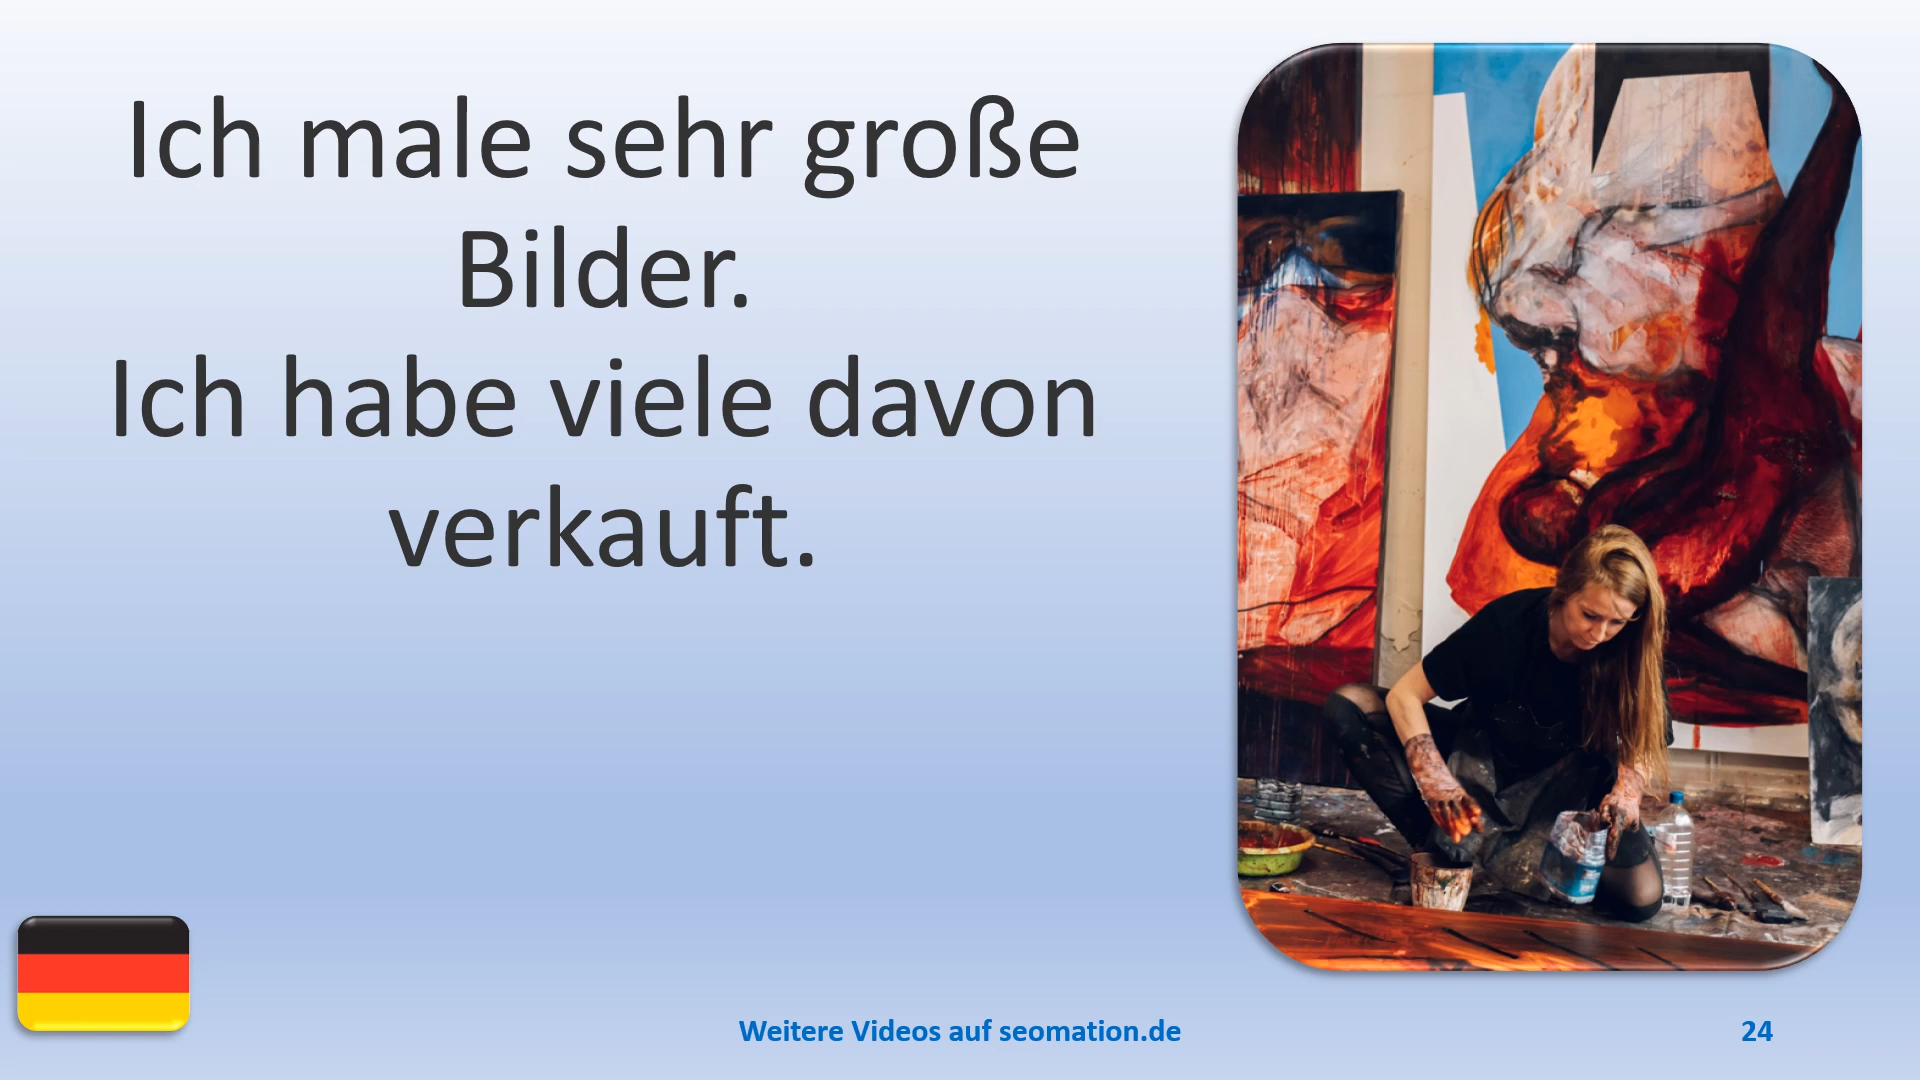 Ich male sehr große
Bilder.
Ich habe viele davon
verkauft.
Weitere Videos auf seomation.de
24